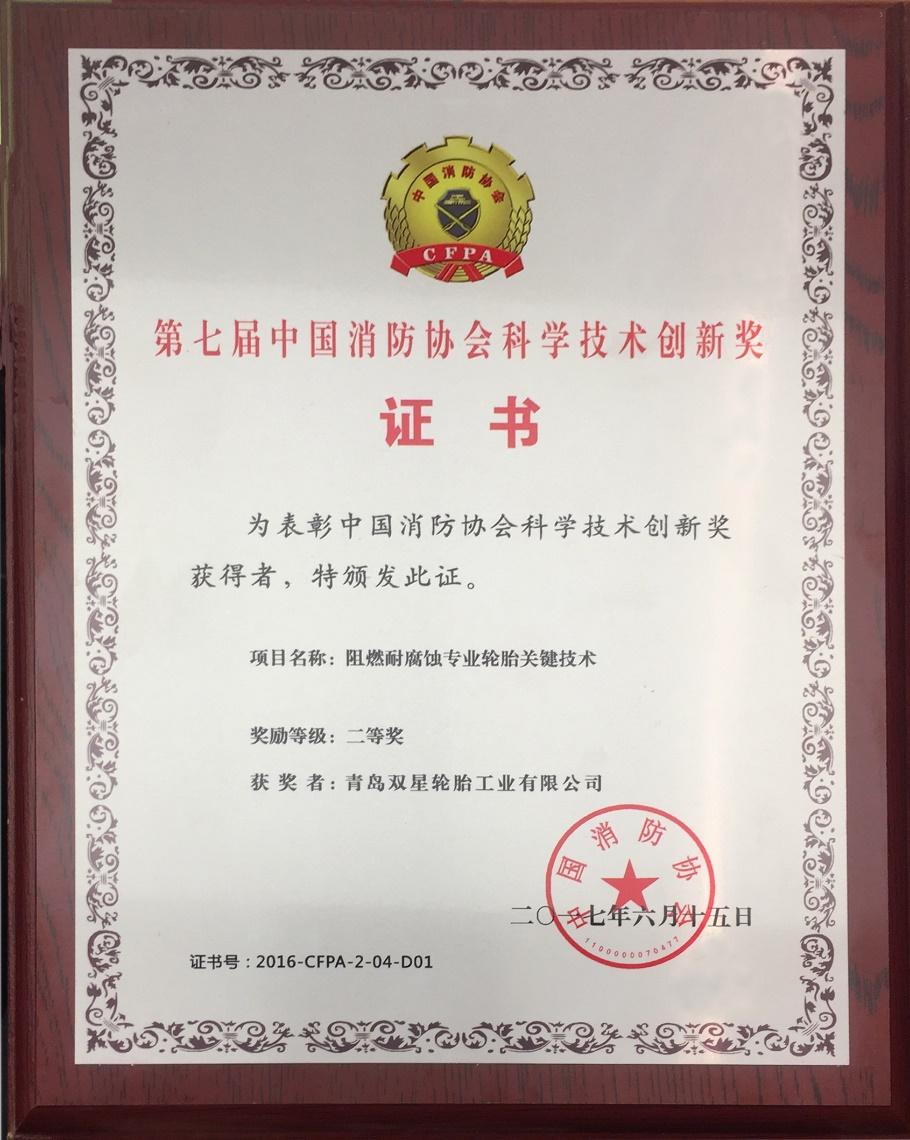 中国消防协会
CFPA
第七届中国消防协会科学技术创新奖
证 书
为表彰中国消防协会科学技术创新奖
获得者，特颁发此证。
项目名称：阻燃耐腐蚀专业轮胎关键技术
奖励等级：二等奖
获 奖 者：青岛双星轮胎工业有限公司
中国消防协会
二〇一七年六月十五日
1100000070477
证书号：2016-CFPA-2-04-D01